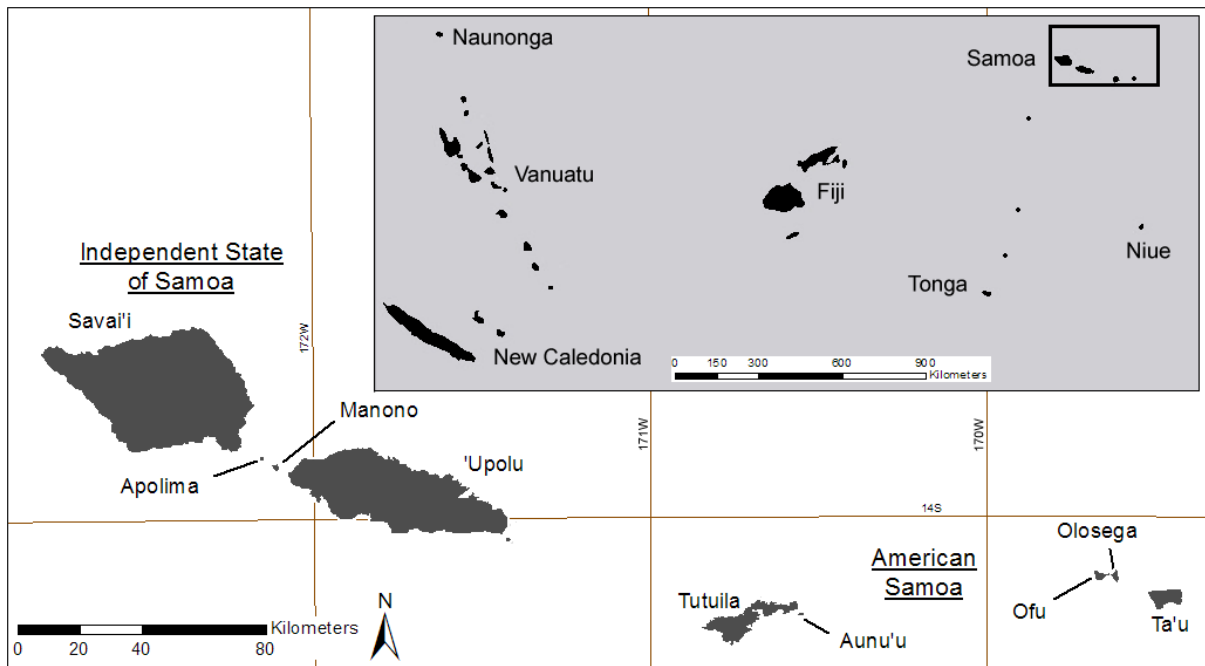 Naunonga
Samoa
Vanuatu
Fiji
Niue
Tonga
New Caledonia
0 150 300 600 900
Kilometers
Independent State
of Samoa
Savai'i
172W
Manono
Apolima
'Upolu
171W
170W
14S
American
Samoa
Olosega
Ofu
Ta'u
Tutuila
Aunu'u
N
Kilometers
0 20 40 80